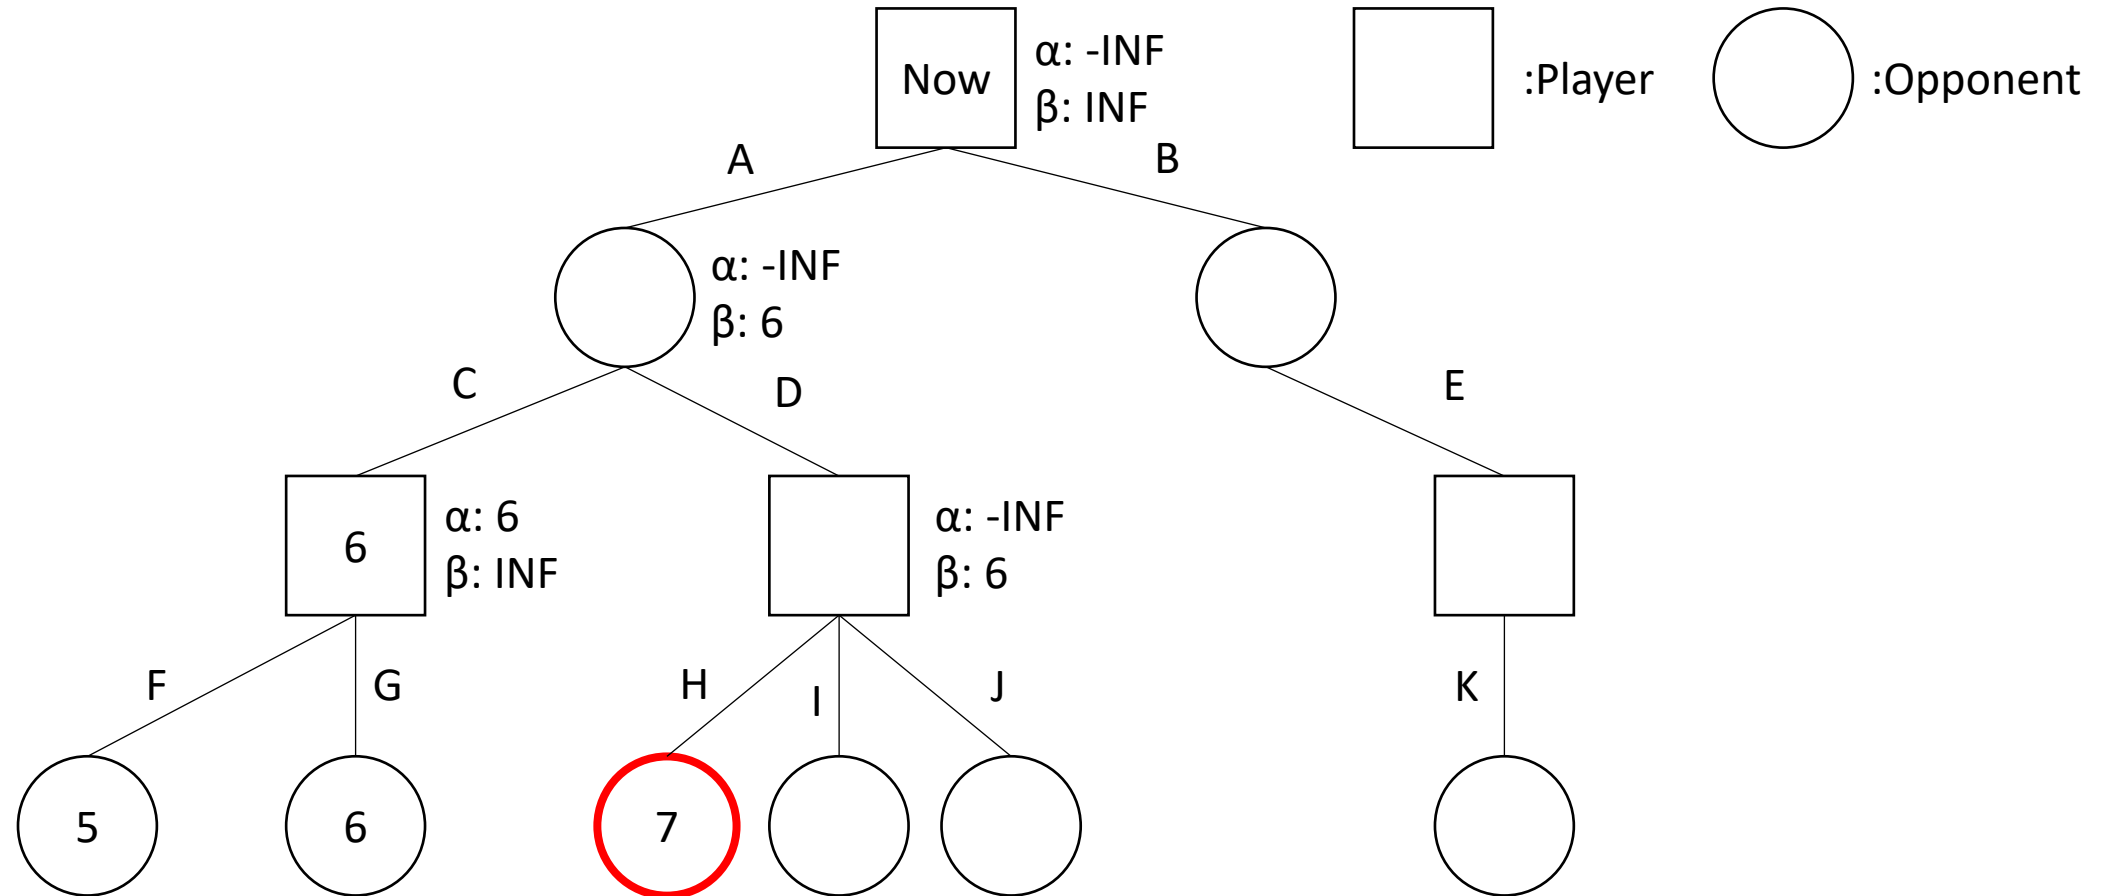 Now
α: -INF
β: INF
:Player
:Opponent
A
B
α: -INF
β: 6
C
D
E
6
α: 6
β: INF
α: -INF
β: 6
F
G
H
I
J
K
5
6
7